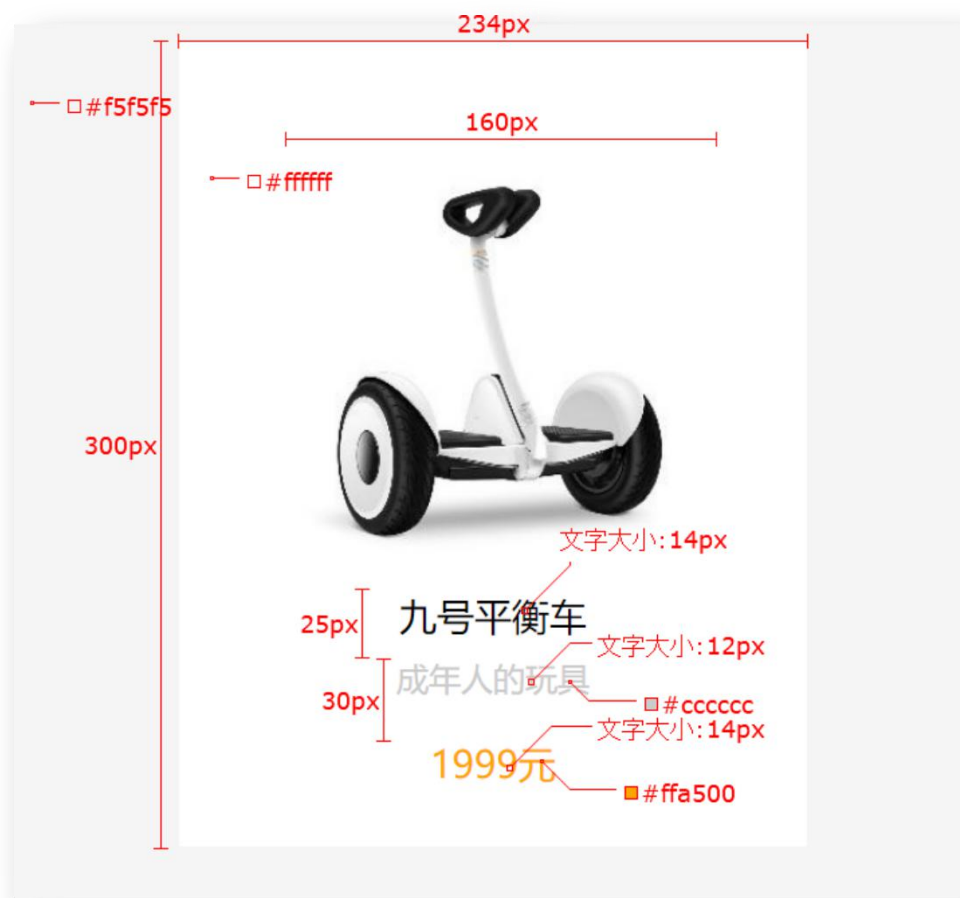 234px
#f5f5f5
160px
#ffffff
300px
文字大小:14px
25px
九号平衡车
文字大小:12px
成年人的玩具
30px
#cccccc
文字大小:14px
1999元
#ffa500